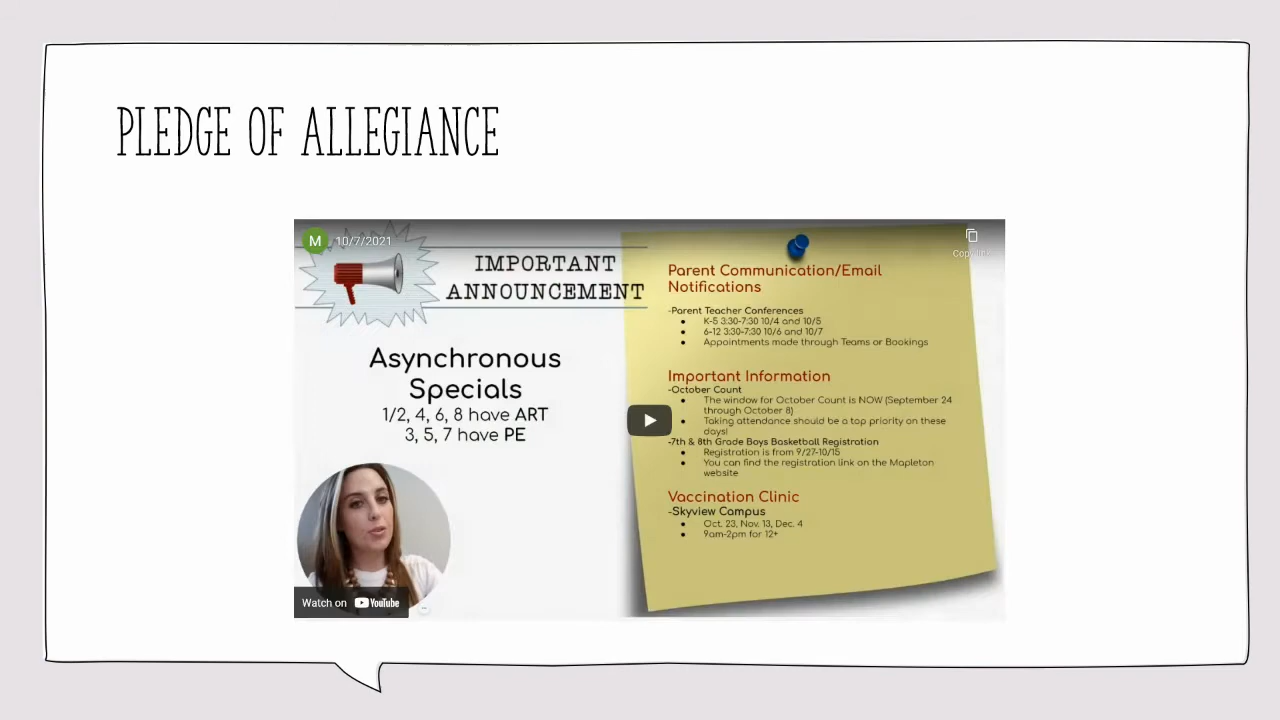 PLEDGE OF ALLEGIANCE
M 10/7/2021
IMPORTANT
ANNOUNCEMENT
Asynchronous
Specials
1/2, 4, 6, 8 have ART
3, 5, 7 have PE
Watch on YouTube
Parent Communication/Email
Notifications
-Parent Teacher Conferences
● K-5 3:30-7:30 10/4 and 10/5
● 6-12 3:30-7:30 10/6 and 10/7
● Appointments made through Teams or Bookings
Important Information
-October Count
● The window for October Count is NOW (September 24
through October 8)
● Taking attendance should be a top priority on these
days!
-7th & 8th Grade Boys Basketball Registration
● Registration is from 9/27-10/15
● You can find the registration link on the Mapleton
website
Vaccination Clinic
-Skyview Campus
● Oct. 23, Nov. 13, Dec. 4
● 9am-2pm for 12+